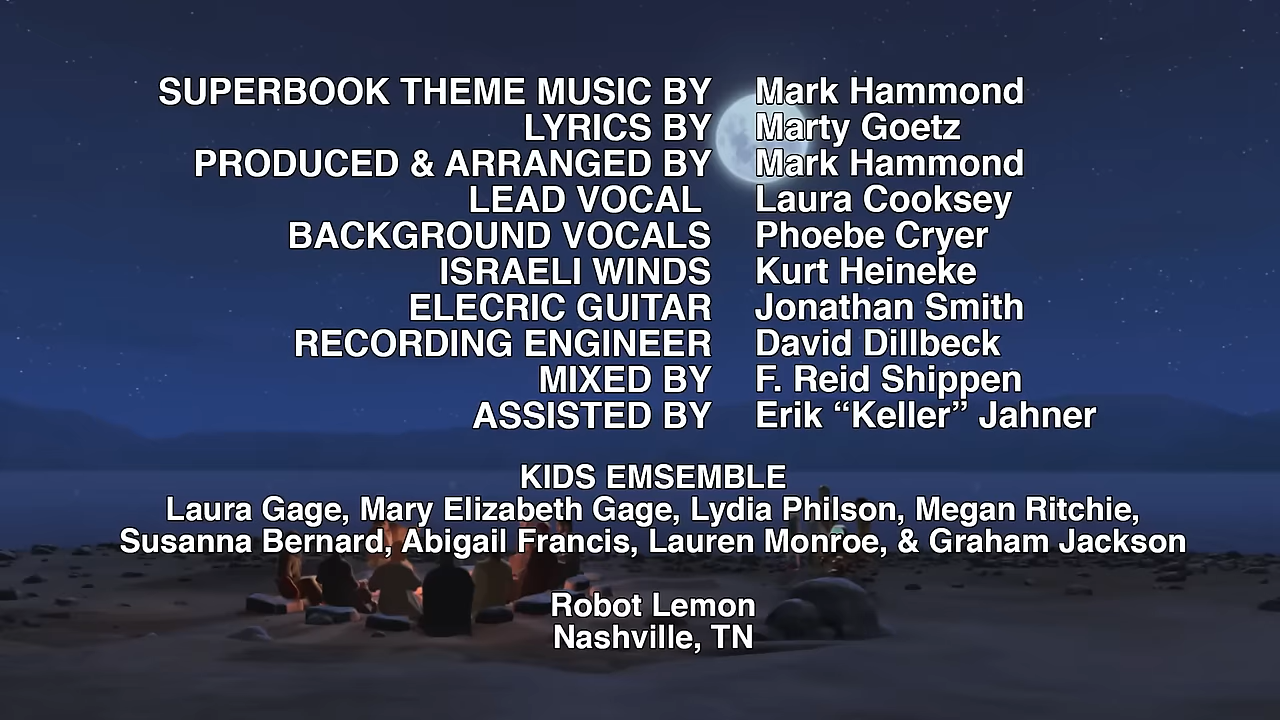 SUPERBOOK THEME MUSIC BY Mark Hammond
LYRICS BY Marty Goetz
PRODUCED & ARRANGED BY Mark Hammond
LEAD VOCAL Laura Cooksey
BACKGROUND VOCALS Phoebe Cryer
ISRAELI WINDS Kurt Heineke
ELECRIC GUITAR Jonathan Smith
RECORDING ENGINEER David Dillbeck
MIXED BY F. Reid Shippen
ASSISTED BY Erik “Keller” Jahner
KIDS EMSEMBLE
Laura Gage, Mary Elizabeth Gage, Lydia Philson, Megan Ritchie,
Susanna Bernard, Abigail Francis, Lauren Monroe, & Graham Jackson
Robot Lemon
Nashville, TN